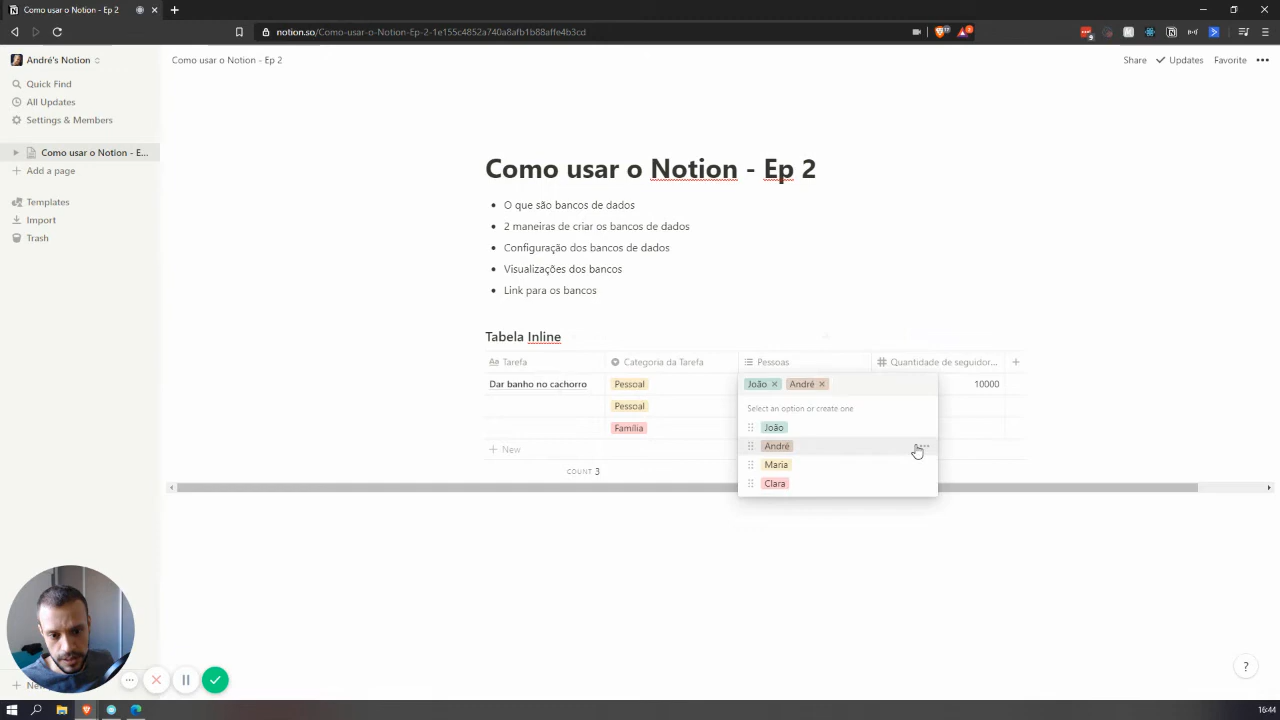 Como usar o Notion - Ep 2
notion.so/Como-usar-o-Notion-Ep-2-1e155c4852a740a8afb1b88affe4b3cd
André's Notion
Como usar o Notion - Ep 2
Share
Updates
Favorite
Quick Find
All Updates
Settings & Members
Como usar o Notion - E...
Add a page
Templates
Import
Trash
Como usar o Notion - Ep 2
• O que são bancos de dados
• 2 maneiras de criar os bancos de dados
• Configuração dos bancos de dados
• Visualizações dos bancos
• Link para os bancos
Tabela Inline
Aa Tarefa
Categoria da Tarefa
Pessoas
# Quantidade de seguidor...
+
Dar banho no cachorro
Pessoal
João × André ×
10000
Pessoal
Família
+ New
COUNT 3
Select an option or create one
João
André
Maria
Clara
?
16:44